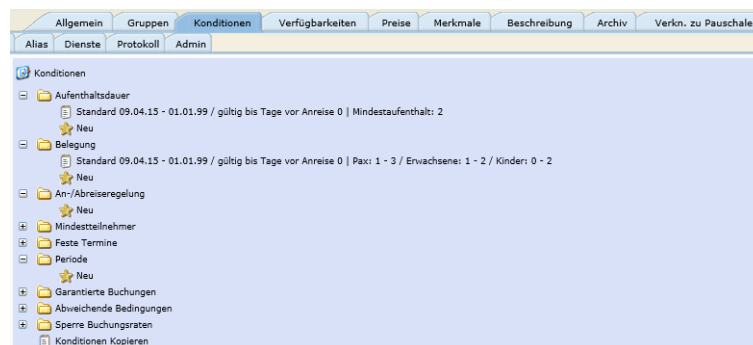 Allgemein Gruppen Konditionen Verfügbarkeiten Preise Merkmale Beschreibung Archiv Verkn. zu Pauschale
Alias Dienste Protokoll Admin
Konditionen
Aufenthaltsdauer
Standard 09.04.15 - 01.01.99 / gültig bis Tage vor Anreise 0 | Mindestaufenthalt: 2
Neu
Belegung
Standard 09.04.15 - 01.01.99 / gültig bis Tage vor Anreise 0 | Pax: 1 - 3 / Erwachsene: 1 - 2 / Kinder: 0 - 2
Neu
An-/Abreiseregelung
Neu
Mindestteilnehmer
Feste Termine
Periode
Neu
Garantierte Buchungen
Abweichende Bedingungen
Sperre Buchungsraten
Konditionen Kopieren